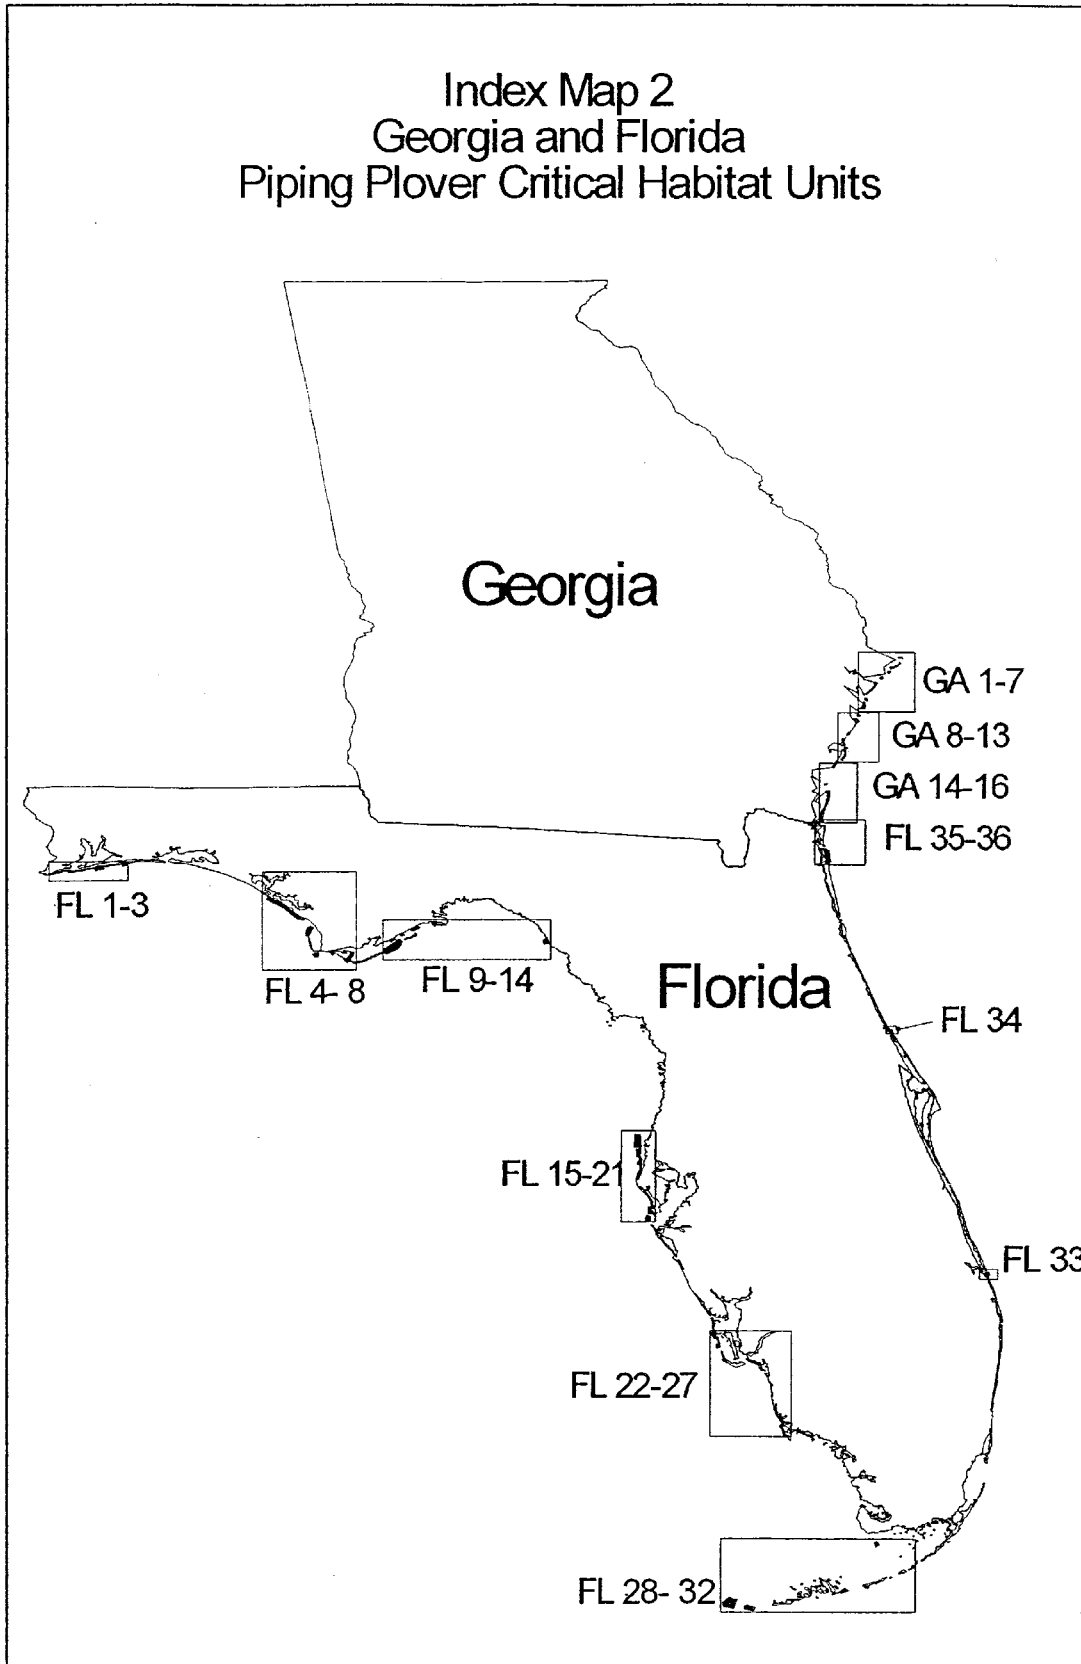 Index Map 2
Georgia and Florida
Piping Plover Critical Habitat Units
Georgia
GA 1-7
GA 8-13
GA 14-16
FL 35-36
FL 1-3
FL 4- 8
FL 9-14
Florida
FL 34
FL 15-21
FL 33
FL 22-27
FL 28- 32